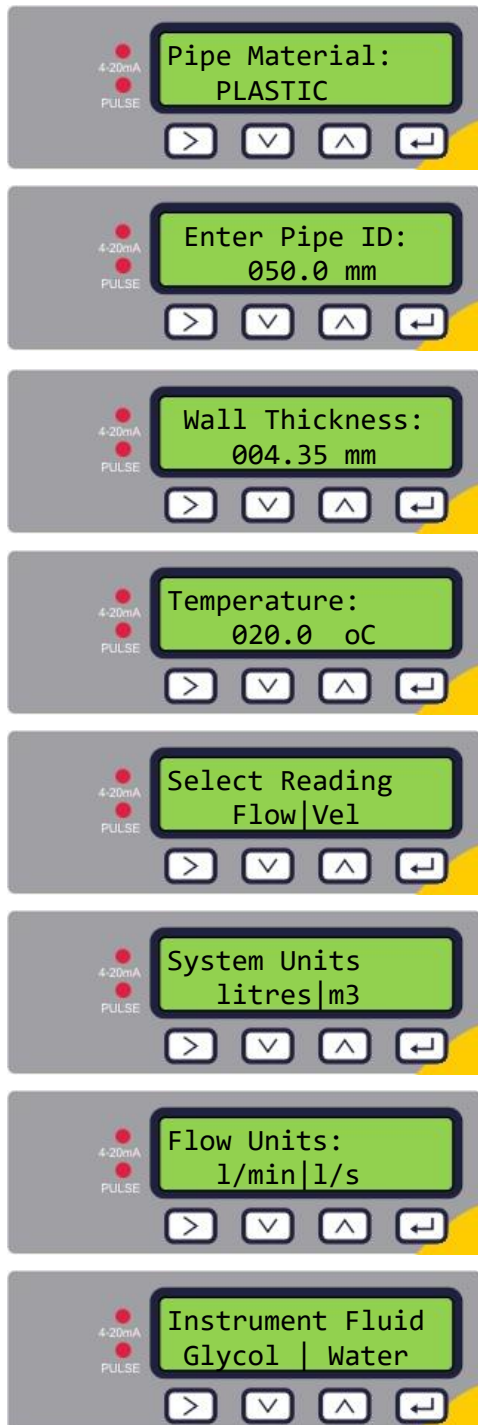 4-20mA
PULSE
Pipe Material:
PLASTIC
4-20mA
PULSE
Enter Pipe ID:
050.0 mm
4-20mA
PULSE
Wall Thickness:
004.35 mm
4-20mA
PULSE
Temperature:
020.0 oC
4-20mA
PULSE
Select Reading
Flow|Vel
4-20mA
PULSE
System Units
litres|m3
4-20mA
PULSE
Flow Units:
l/min|l/s
4-20mA
PULSE
Instrument Fluid
Glycol | Water